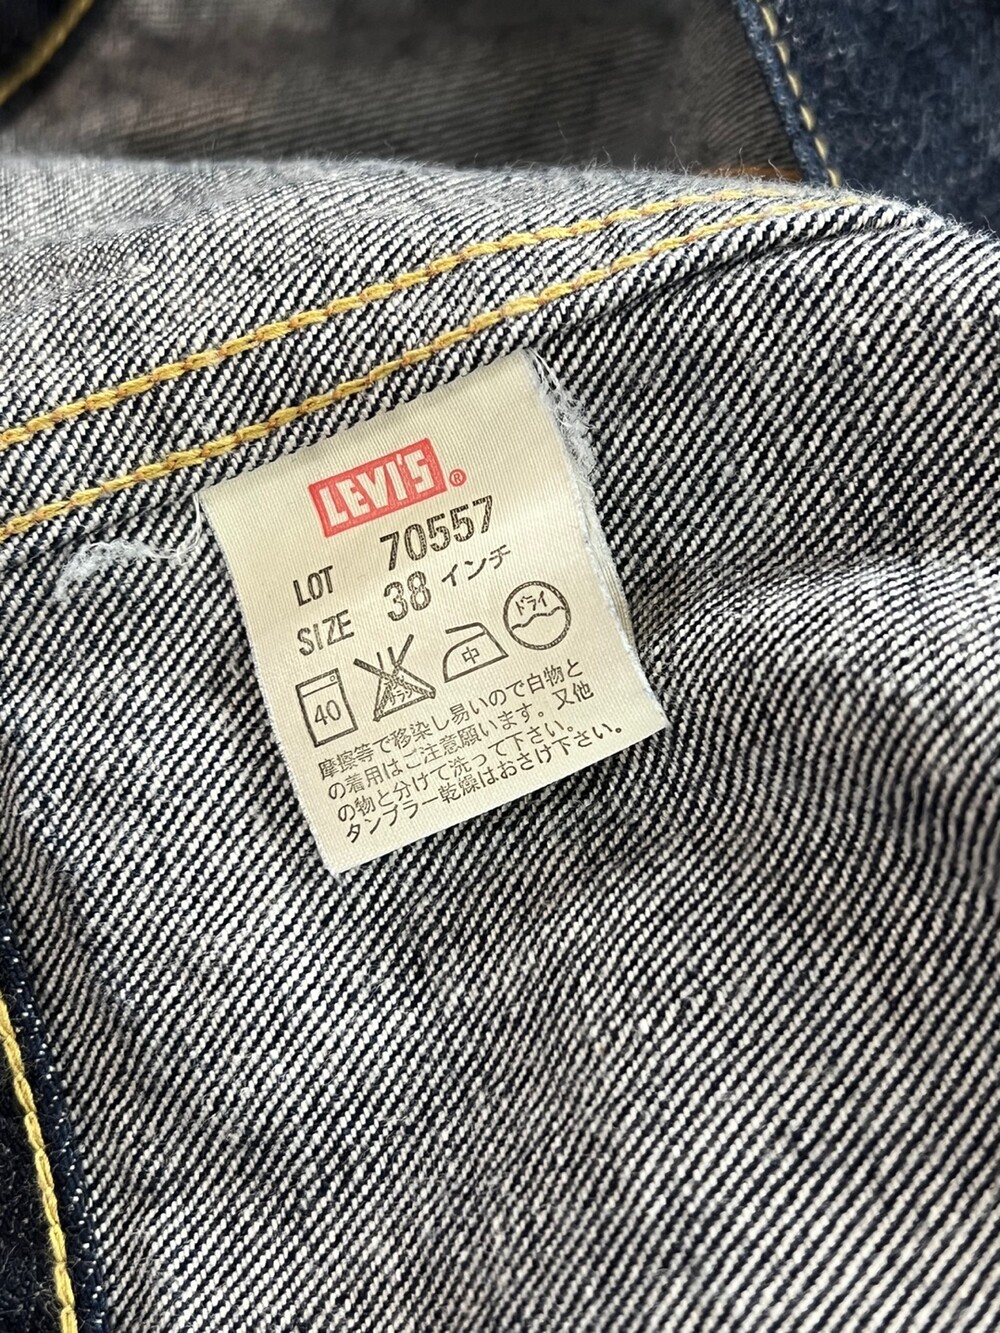 LEVI'S®
LOT 70557
SIZE 38 インチ
40 中 ドライ
摩擦等で移染し易いので白物と
の着用はご注意願います。又他
の物と分けて洗って下さい。
タンブラー乾燥はおさけ下さい。